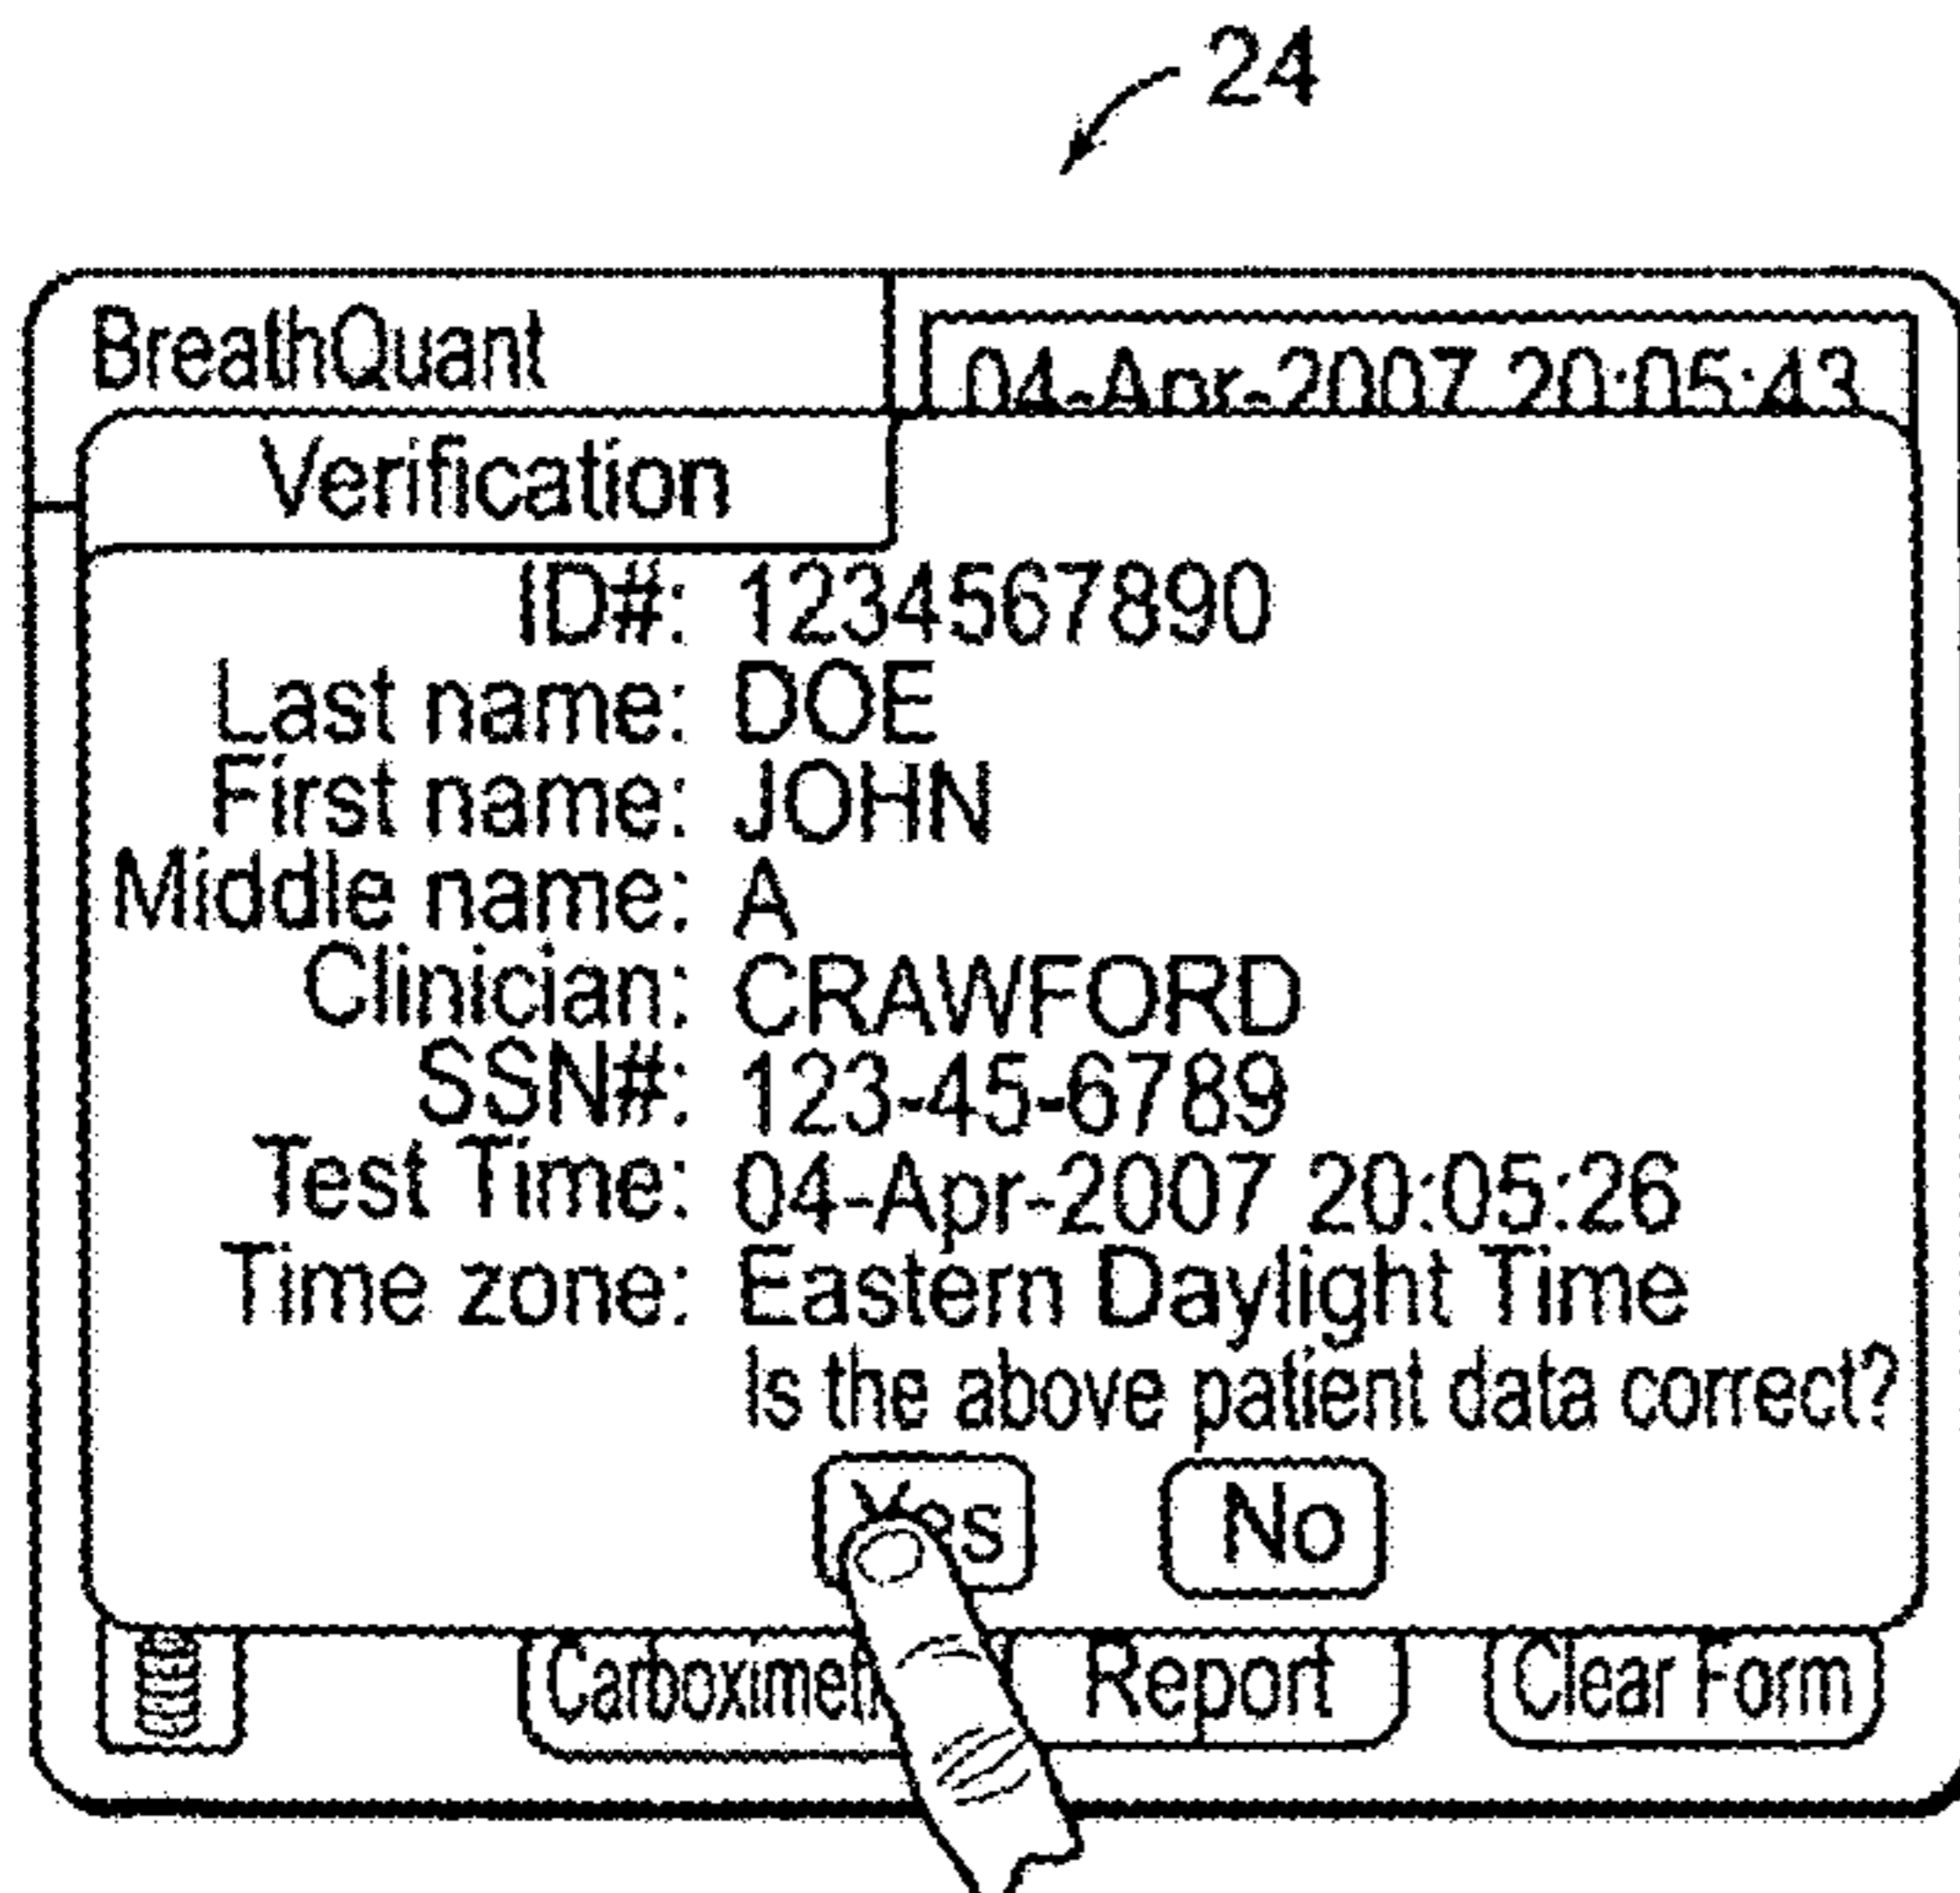 24
BreathQuant
04-Apr-2007 20:05:43
Verification
ID#: 1234567890
Last name: DOE
First name: JOHN
Middle name: A
Clinician: CRAWFORD
SSN#: 123-45-6789
Test Time: 04-Apr-2007 20:05:26
Time zone: Eastern Daylight Time
Is the above patient data correct?
Yes No
Report Clear Form